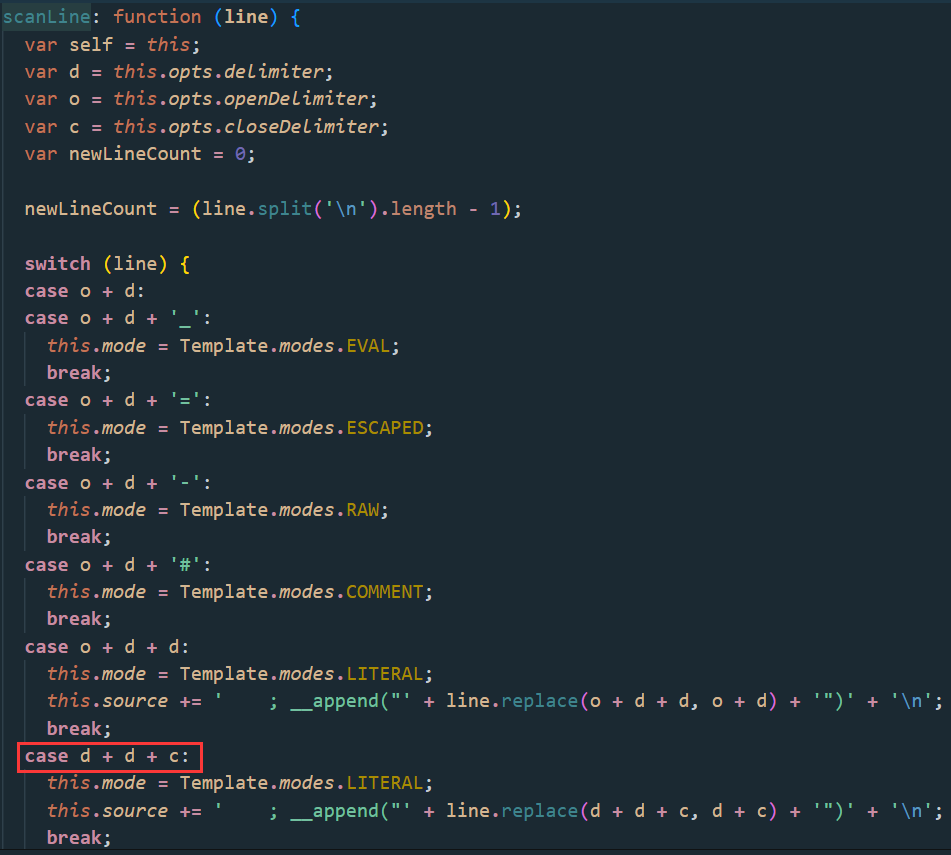 scanLine: function (line) {
var self = this;
var d = this.opts.delimiter;
var o = this.opts.openDelimiter;
var c = this.opts.closeDelimiter;
var newLineCount = 0;
newLineCount = (line.split('\n').length - 1);
switch (line) {
case o + d:
case o + d + '_':
this.mode = Template.modes.EVAL;
break;
case o + d + '=':
this.mode = Template.modes.ESCAPED;
break;
case o + d + '-':
this.mode = Template.modes.RAW;
break;
case o + d + '#':
this.mode = Template.modes.COMMENT;
break;
case o + d + d:
this.mode = Template.modes.LITERAL;
this.source += '    ; __append("' + line.replace(o + d + d, o + d) + '")' + '\n';
break;
case d + d + c:
this.mode = Template.modes.LITERAL;
this.source += '    ; __append("' + line.replace(d + d + c, d + c) + '")' + '\n';
break;